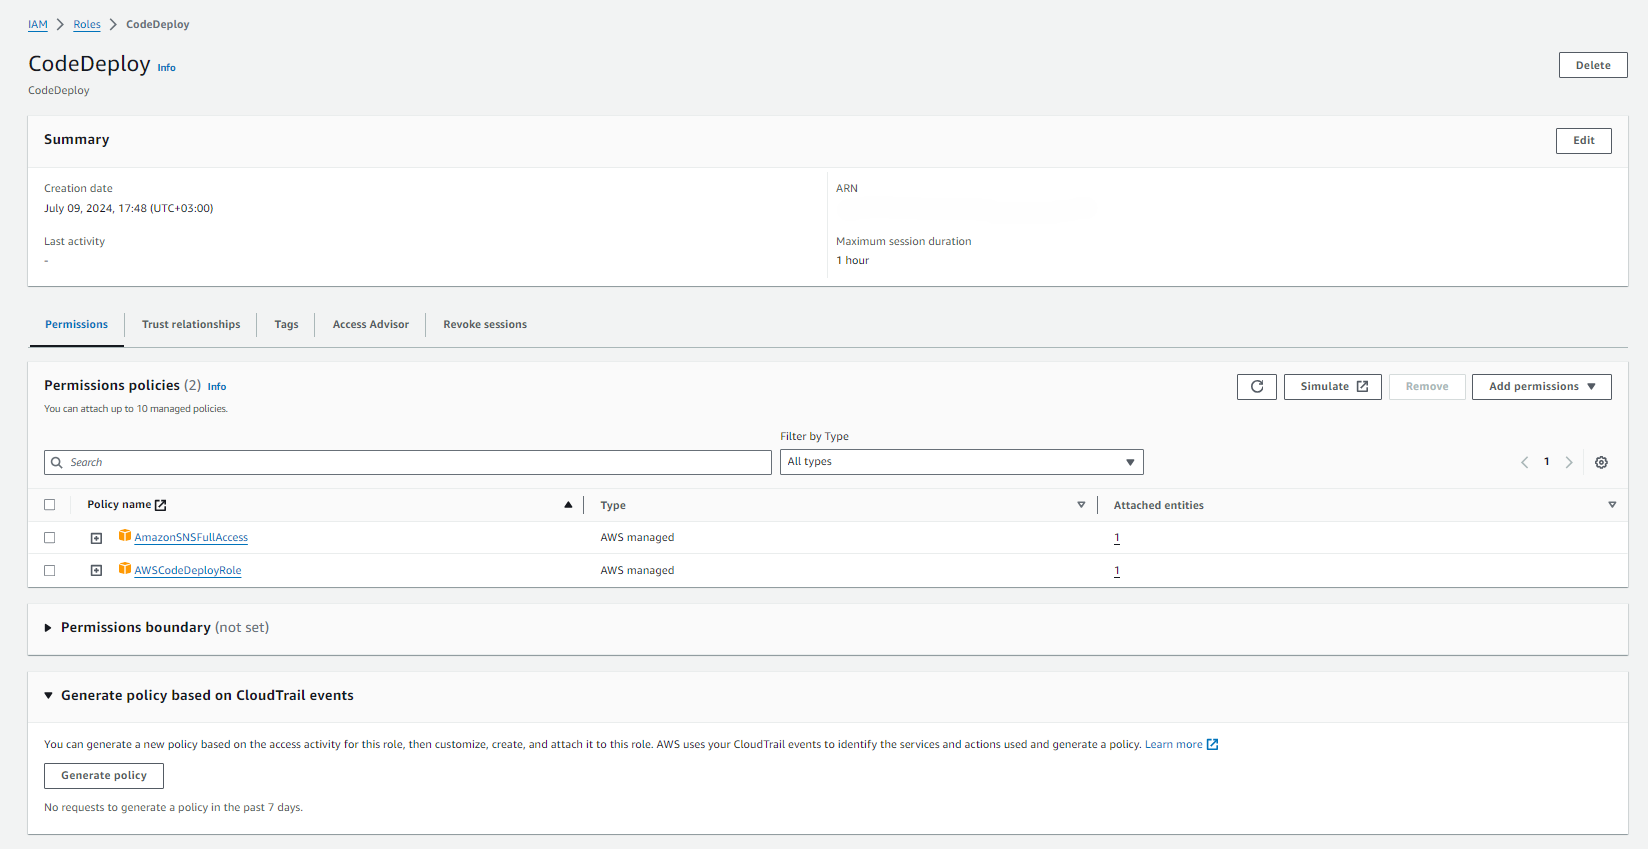 IAM > Roles > CodeDeploy
CodeDeploy Info
Delete
CodeDeploy
Summary
Edit
Creation date
July 09, 2024, 17:48 (UTC+03:00)
ARN
Last activity
-
Maximum session duration
1 hour
Permissions
Trust relationships
Tags
Access Advisor
Revoke sessions
Permissions policies (2) Info
You can attach up to 10 managed policies.
Simulate
Remove
Add permissions
Filter by Type
Search
All types
1
Policy name
Type
Attached entities
AmazonSNSFullAccess
AWS managed
1
AWSCodeDeployRole
AWS managed
1
Permissions boundary (not set)
Generate policy based on CloudTrail events
You can generate a new policy based on the access activity for this role, then customize, create, and attach it to this role. AWS uses your CloudTrail events to identify the services and actions used and generate a policy. Learn more
Generate policy
No requests to generate a policy in the past 7 days.